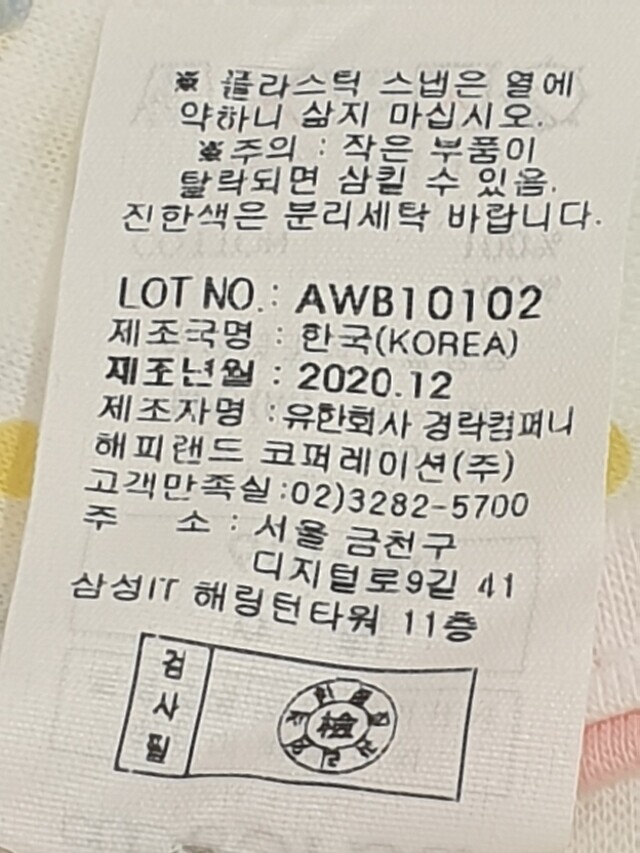 ※ 플라스틱 스냅은 열에
약하니 삶지 마십시오.
※주의 : 작은 부품이
탈락되면 삼킬 수 있음.
진한색은 분리세탁 바랍니다.
LOT NO.: AWB10102
제조국명 : 한국(KOREA)
제조년월 : 2020.12
제조자명 :유한회사 경락컴퍼니
해피랜드 코퍼레이션(주)
고객만족실:02)3282-5700
주 소 : 서울 금천구
디지털로9길 41
삼성IT 해링턴타워 11층
검사필
檢